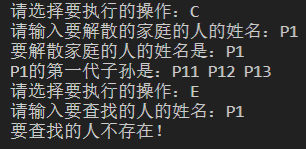 请选择要执行的操作：C
请输入要解散的家庭的人的姓名：P1
要解散家庭的人的姓名是：P1
P1的第一代子孙是：P11 P12 P13
请选择要执行的操作：E
请输入要查找的人的姓名：P1
要查找的人不存在！